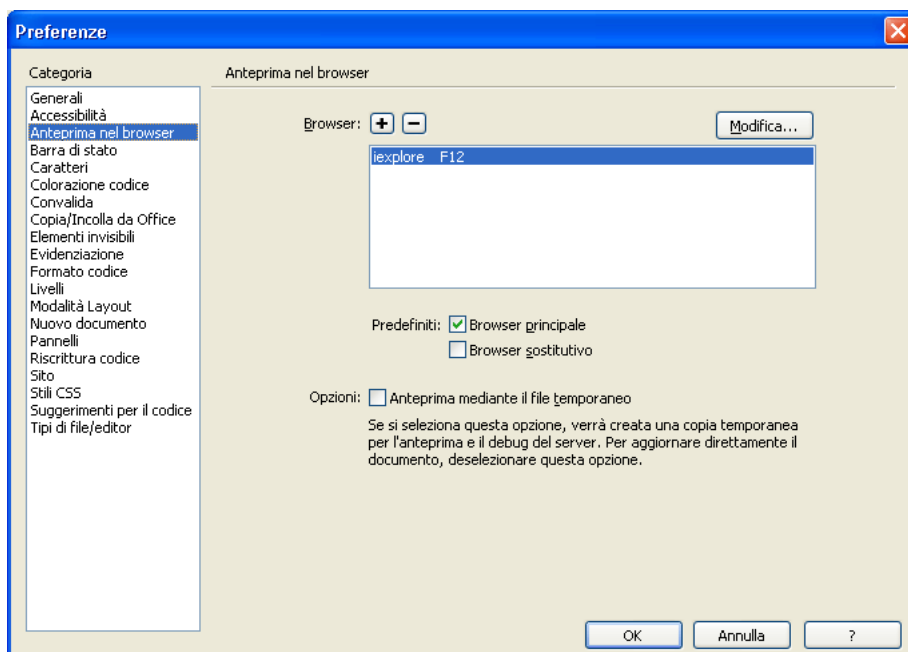 Preferenze
Categoria
Generali
Accessibilità
Anteprima nel browser
Barra di stato
Caratteri
Colorazione codice
Convalida
Copia/Incolla da Office
Elementi invisibili
Evidenziazione
Formato codice
Livelli
Modalità Layout
Nuovo documento
Pannelli
Riscrittura codice
Sito
Stili CSS
Suggerimenti per il codice
Tipi di file/editor
Anteprima nel browser
Browser: + − Modifica...
iexplore F12
Predefiniti: Browser principale
Browser sostitutivo
Opzioni: Anteprima mediante il file temporaneo
Se si seleziona questa opzione, verrà creata una copia temporanea
per l'anteprima e il debug del server. Per aggiornare direttamente il
documento, deselezionare questa opzione.
OK Annulla ?